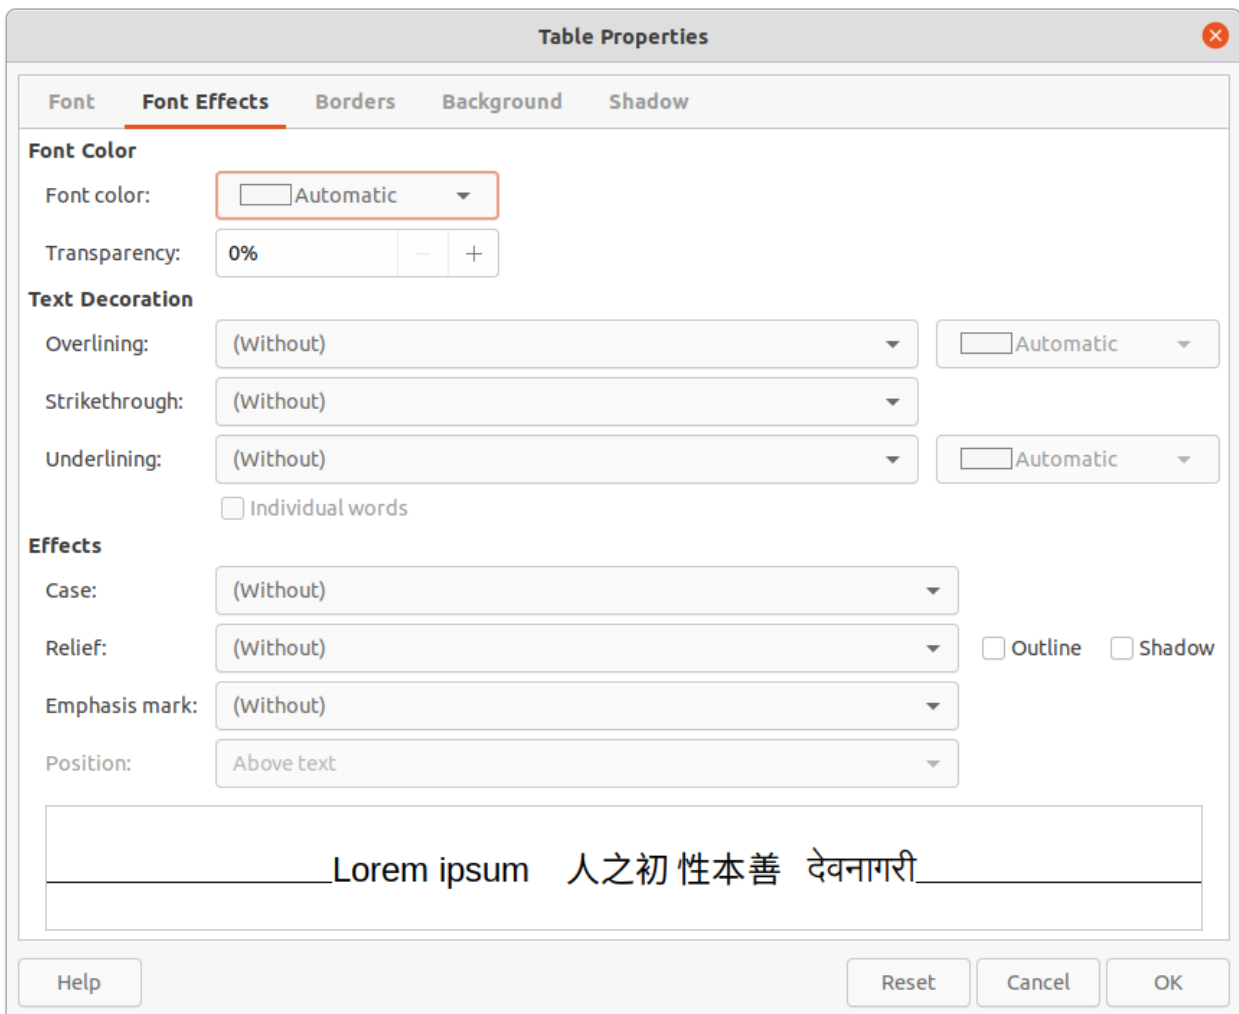 Table Properties
Font Font Effects Borders Background Shadow
Font Color
Font color: Automatic
Transparency: 0%
Text Decoration
Overlining: (Without) Automatic
Strikethrough: (Without)
Underlining: (Without) Automatic
Individual words
Effects
Case: (Without)
Relief: (Without) Outline Shadow
Emphasis mark: (Without)
Position: Above text
Lorem ipsum 人之初 性本善 देवनागरी
Help Reset Cancel OK